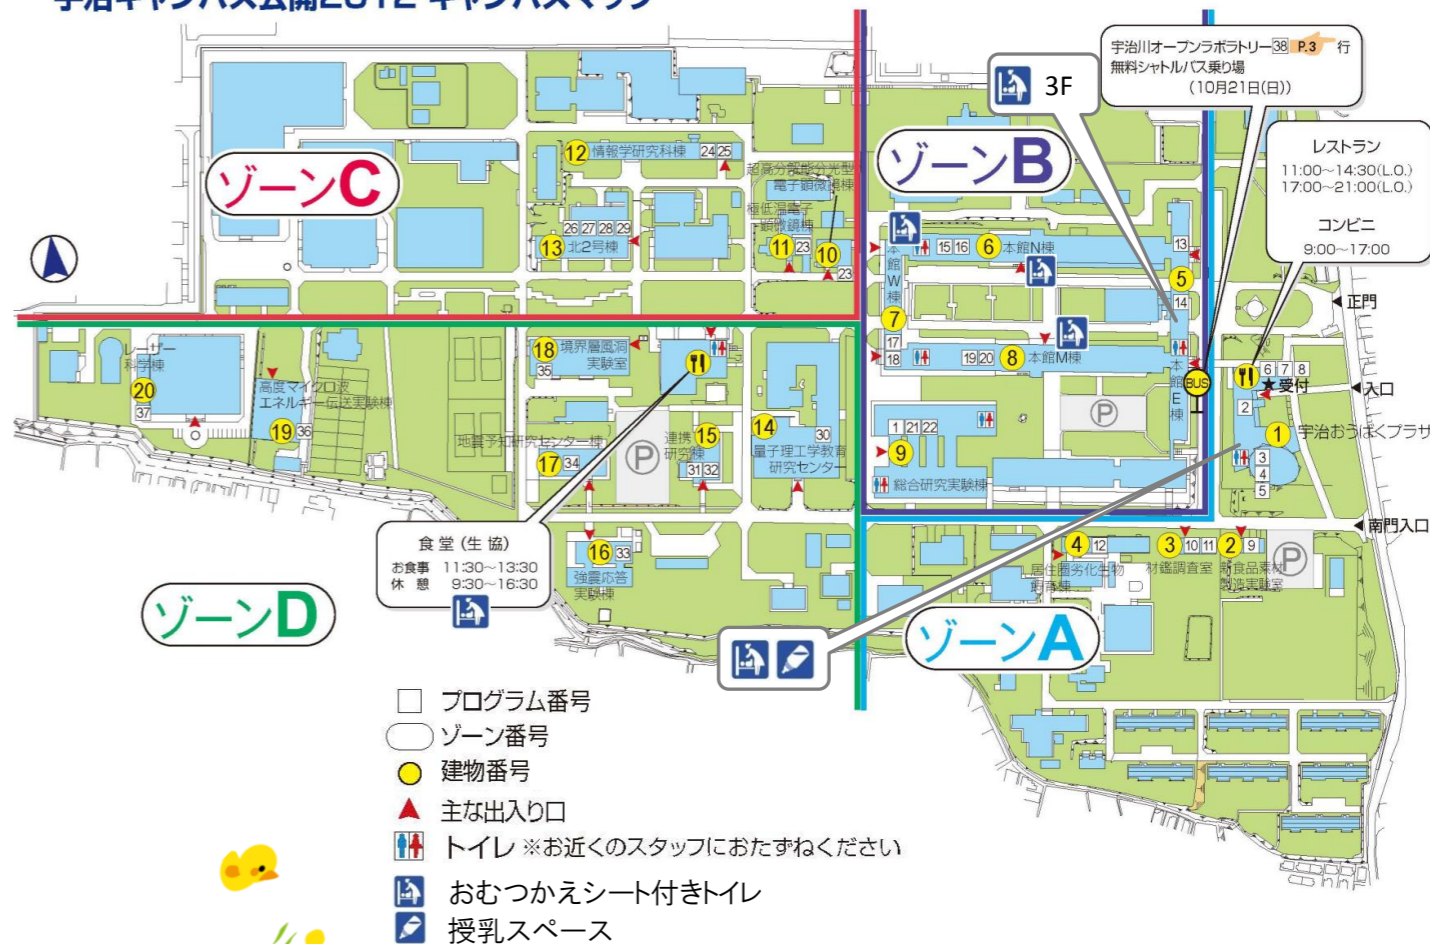 宇治キャンパス公開2012 キャンパスマップ
宇治川オープンラボラトリー 38 P.3 行
無料シャトルバス乗り場
(10月21日(日))
3F
レストラン
11:00〜14:30(L.O.)
17:00〜21:00(L.O.)
コンビニ
9:00〜17:00
ゾーンC
ゾーンB
12 情報学研究科棟 24 25
超高分解能分光型
電子顕微鏡棟
極低温電子
顕微鏡棟
26 27 28 29
13 北2号棟
11 23
10
23
本館W棟
15 16 6 本館N棟
13
5
14
7
17
18
19 20 8 本館M棟
本館E棟
BUS
正門
入口
6 7 8
★受付
2
1 宇治おうばくプラザ
3
4
5
南門入口
P
1 21 22
9
総合研究実験棟
18 境界層風洞
実験室
35
レーザー
科学棟
20
37
高度マイクロ波
エネルギー伝送実験棟
19 36
地震予知研究センター棟
17 34
P
連携
研究棟
15
31 32
14
30
量子理工学教育
研究センター
16 33
強震応答
実験棟
食堂(生協)
お食事 11:30〜13:30
休憩 9:30〜16:30
4 12
居住圏劣化生物
飼育棟
3 10 11
材鑑調査室
2 9
新食品素材
製造実験室
P
ゾーンD
ゾーンA
プログラム番号
ゾーン番号
建物番号
主な出入り口
トイレ ※お近くのスタッフにおたずねください
おむつかえシート付きトイレ
授乳スペース